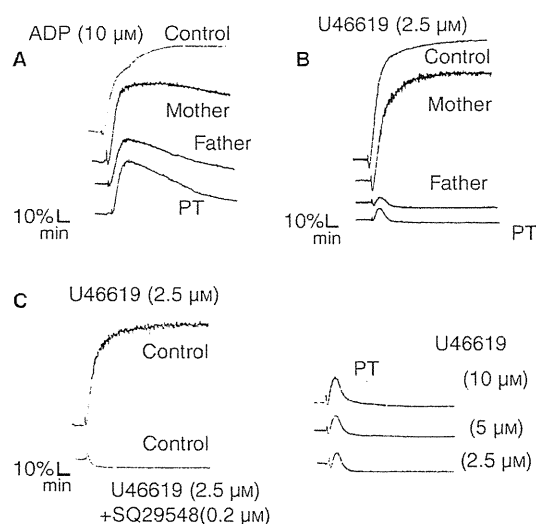 ADP (10 μM)
Control
A
Mother
Father
PT
10%
min
U46619 (2.5 μM)
B
Control
Mother
Father
10%
min
PT
C
U46619 (2.5 μM)
Control
Control
10%
min
U46619 (2.5 μM)
+SQ29548(0.2 μM)
U46619
PT
(10 μM)
(5 μM)
(2.5 μM)